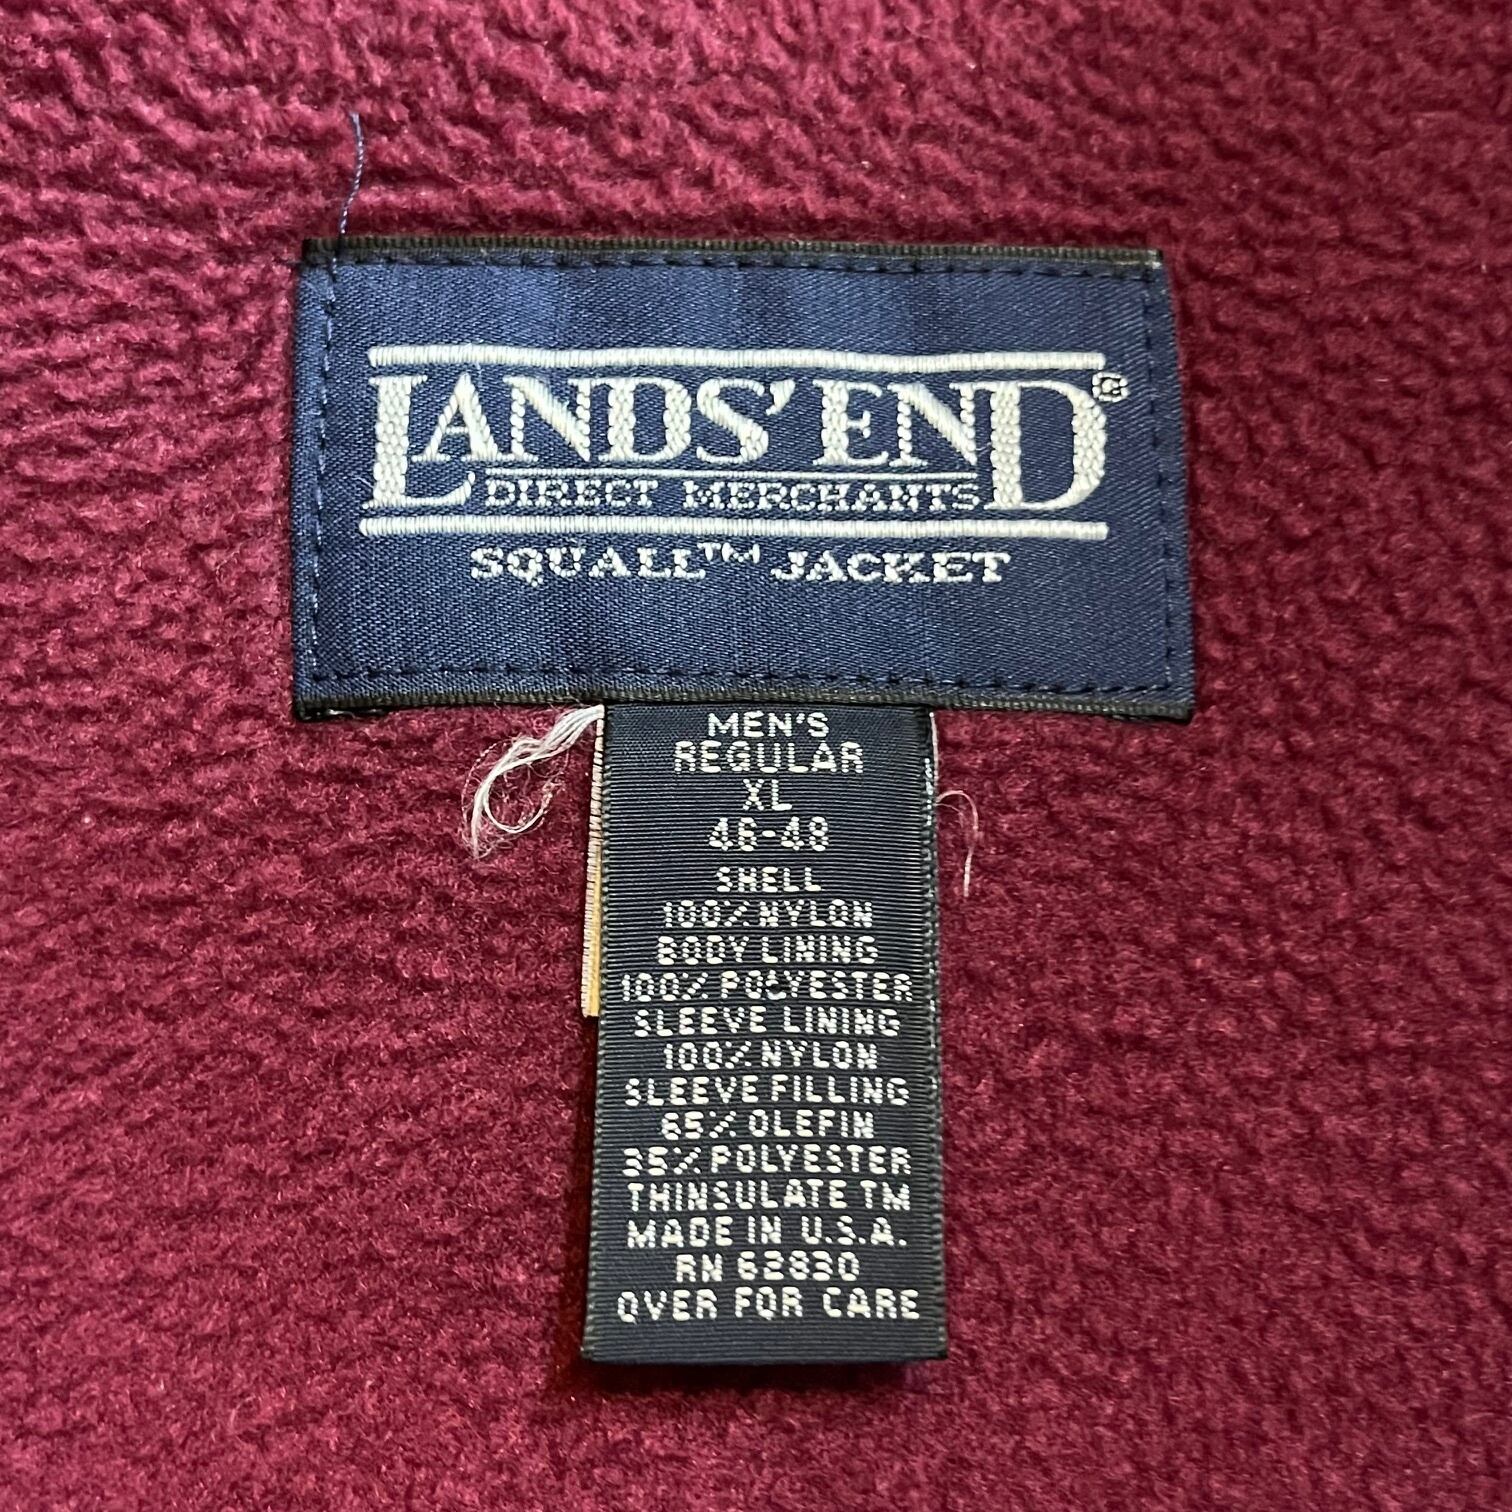 LANDS' END®
DIRECT MERCHANTS
SQUALL™ JACKET
MEN'S
REGULAR
XL
46-48
SHELL
100% NYLON
BODY LINING
100% POLYESTER
SLEEVE LINING
100% NYLON
SLEEVE FILLING
65% OLEFIN
35% POLYESTER
THINSULATE TM
MADE IN U.S.A.
RN 62830
OVER FOR CARE